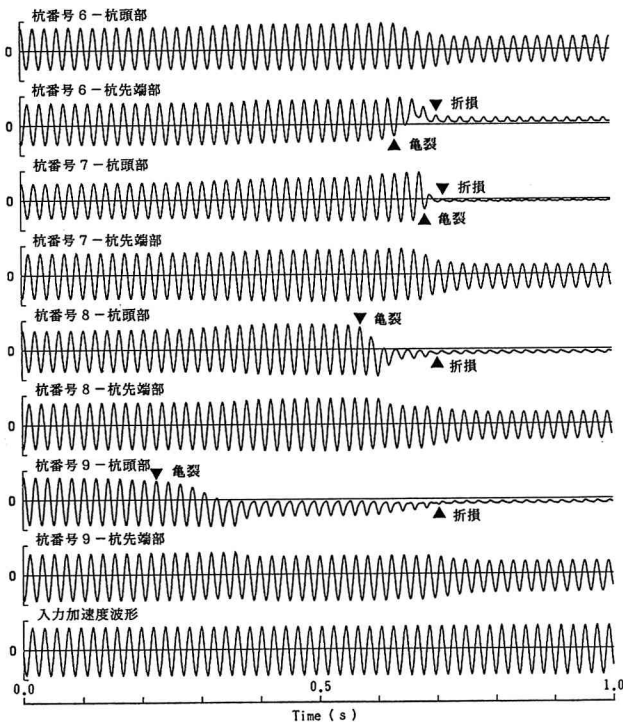 杭番号6−杭頭部
0
杭番号6−杭先端部
▼ 折損
0
▲ 亀裂
杭番号7−杭頭部
▼ 折損
0
▲ 亀裂
杭番号7−杭先端部
0
杭番号8−杭頭部
▼ 亀裂
0
▲ 折損
杭番号8−杭先端部
0
杭番号9−杭頭部
▼ 亀裂
0
▲ 折損
杭番号9−杭先端部
0
入力加速度波形
0
0.0 0.5 1.0
Time (s)